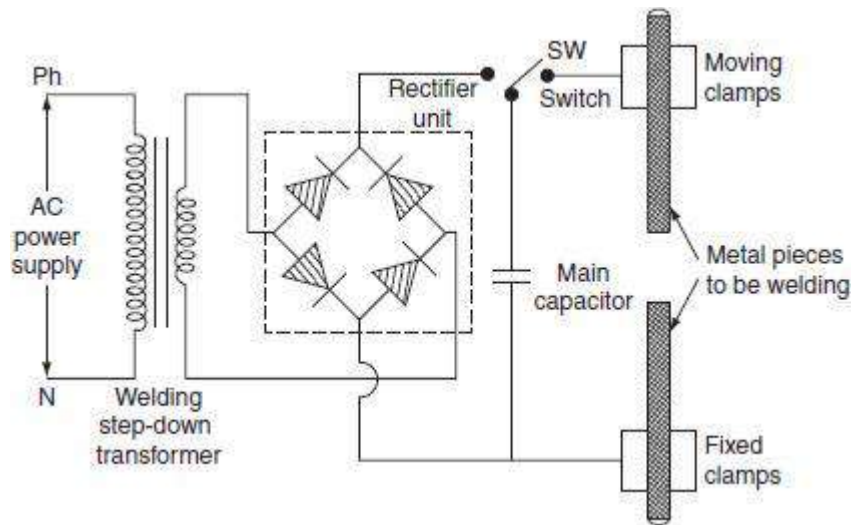 Ph
AC
power
supply
N
Welding
step-down
transformer
Rectifier
unit
SW
Switch
Main
capacitor
Moving
clamps
Metal pieces
to be welding
Fixed
clamps